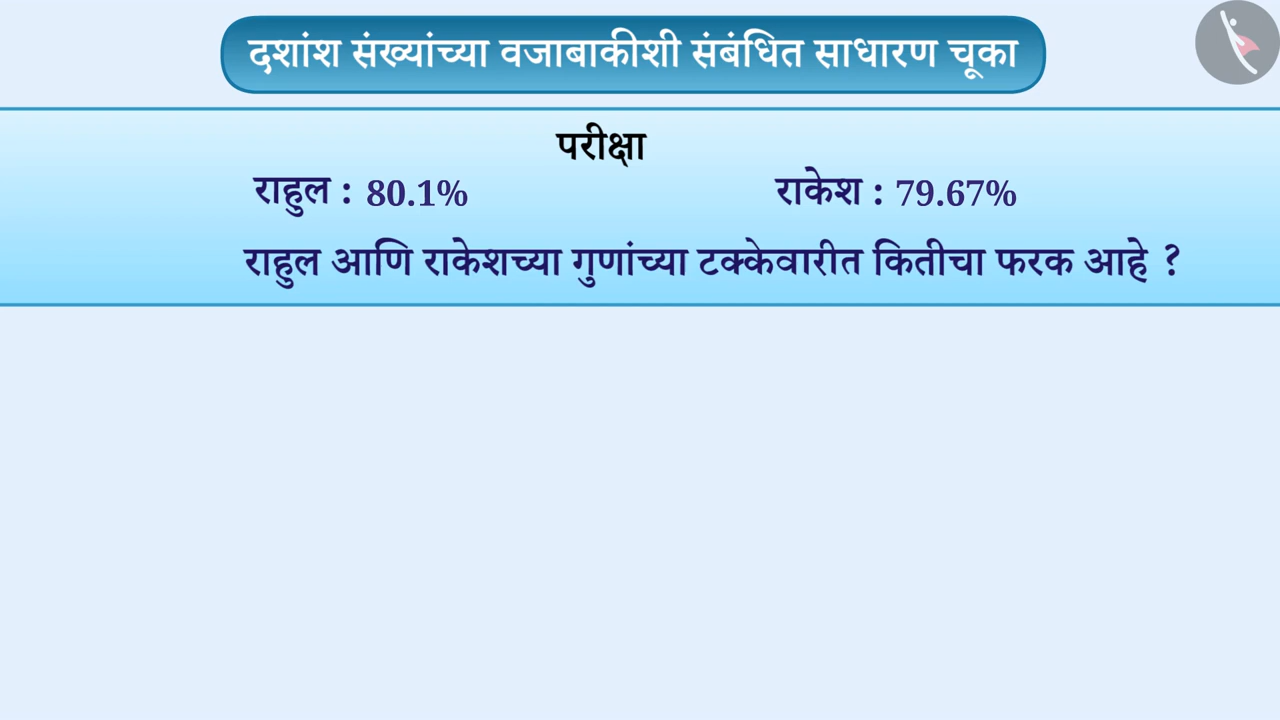 दशांश संख्यांच्या वजाबाकीशी संबंधित साधारण चूका
परीक्षा
राहुल : 80.1% राकेश : 79.67%
राहुल आणि राकेशच्या गुणांच्या टक्केवारीत कितीचा फरक आहे ?